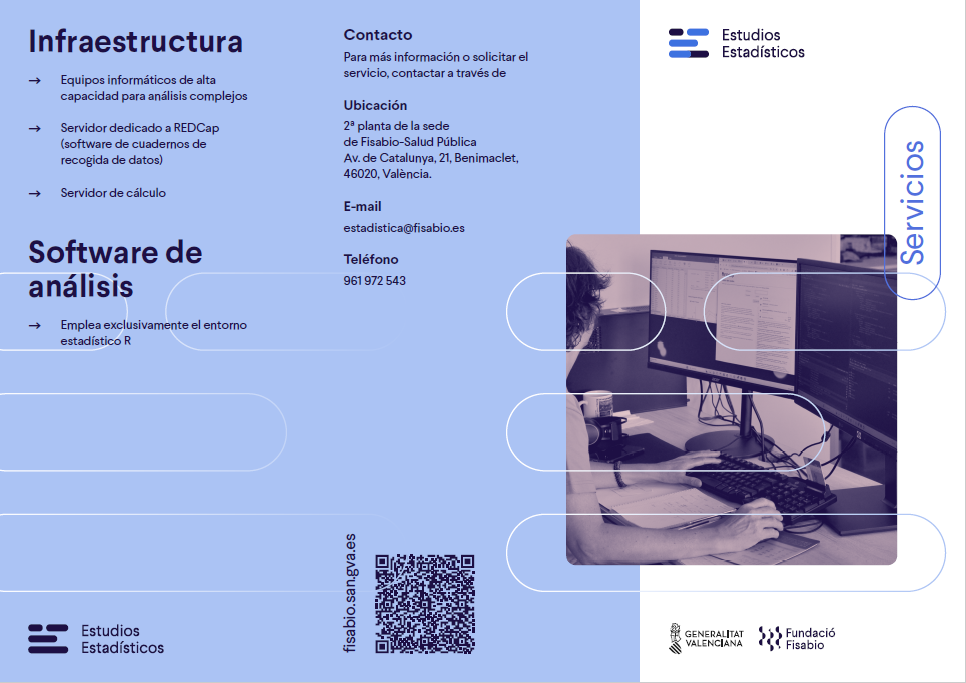 Infraestructura
→ Equipos informáticos de alta
capacidad para análisis complejos
→ Servidor dedicado a REDCap
(software de cuadernos de
recogida de datos)
→ Servidor de cálculo
Software de
análisis
→ Emplea exclusivamente el entorno
estadístico R
Estudios
Estadísticos
Contacto
Para más información o solicitar el
servicio, contactar a través de
Ubicación
2ª planta de la sede
de Fisabio-Salud Pública
Av. de Catalunya, 21, Benimaclet,
46020, València.
E-mail
estadistica@fisabio.es
Teléfono
961 972 543
fisabio.san.gva.es
Estudios
Estadísticos
Servicios
GENERALITAT
VALENCIANA
Fundació
Fisabio